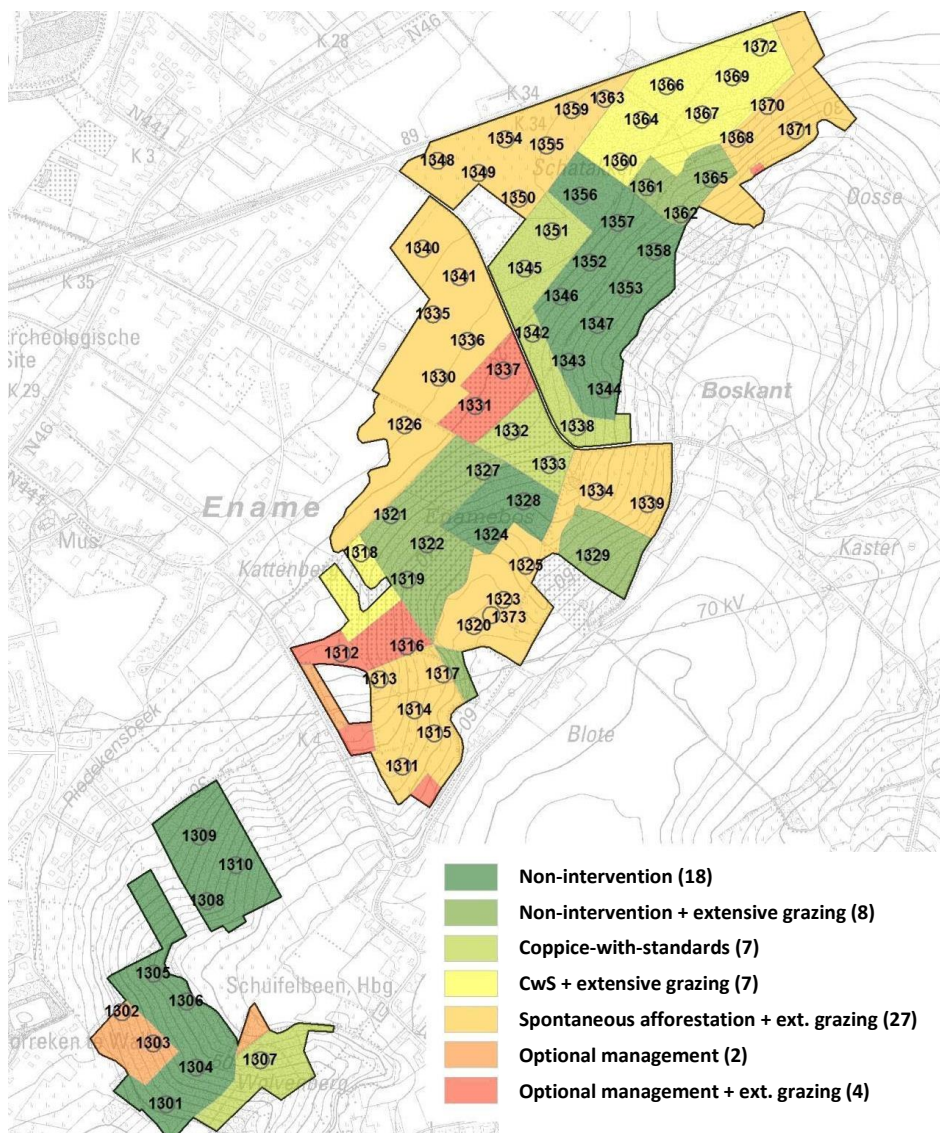 K 28
N46
1372
1366
1369
K 34
1359
1363
1370
N441
1364
1367
K 34
1371
K 37
89
1354
1355
1368
1348
1349
1360
1365
1350
1356
1361
1362
Oosse
1351
1357
1340
1352
1358
1341
1345
1353
K 35
1346
1335
1347
1342
Site
1336
1343
K 29
1337
1330
1344
Boskant
1331
N46
1326
1332
1338
1333
N441
1327
1334
Ename
1328
1339
1321
Enamebos
Mus.
1324
1322
Kaster
1318
1329
Kattenberg
1325
1319
60
1323
70 kV
1373
1320
1312
1316
1317
1313
1314
60
K 4
1315
Blote
Riedekensbeek
1311
1309
1310
1308
Non-intervention (18)
Non-intervention + extensive grazing (8)
Coppice-with-standards (7)
CwS + extensive grazing (7)
Spontaneous afforestation + ext. grazing (27)
Optional management (2)
Optional management + ext. grazing (4)
1305
Schuifelbeen, Hbg.
1306
1302
1303
1307
1304
Wolvenberg
1301